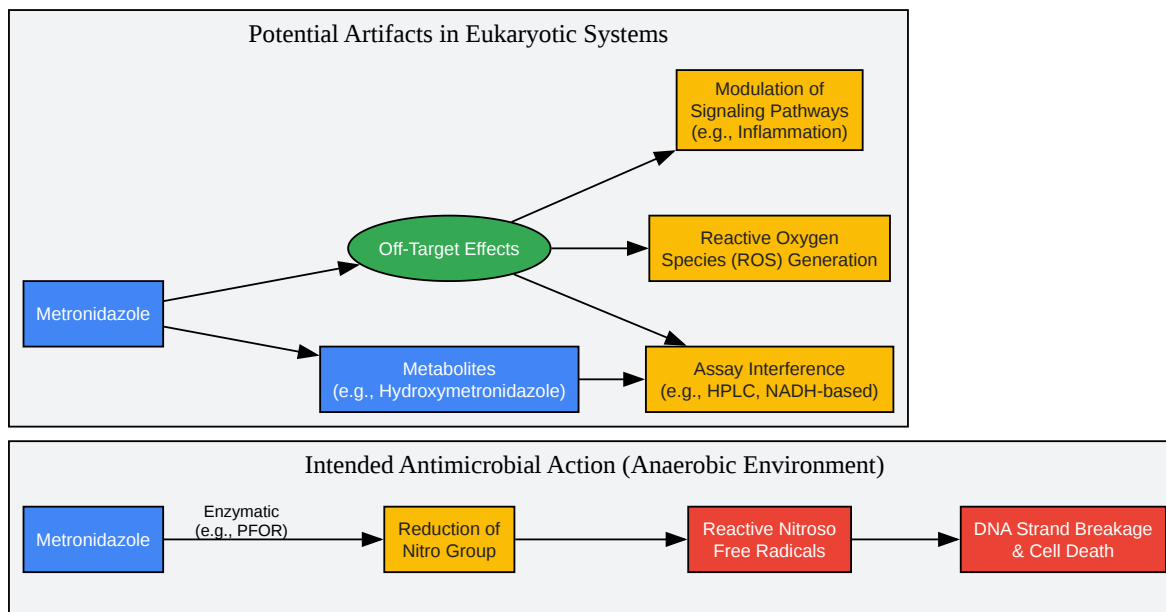 Potential Artifacts in Eukaryotic Systems
Modulation of
Signaling Pathways
(e.g., Inflammation)
Off-Target Effects
Reactive Oxygen
Species (ROS) Generation
Metronidazole
Metabolites
(e.g., Hydroxymetronidazole)
Assay Interference
(e.g., HPLC, NADH-based)
Intended Antimicrobial Action (Anaerobic Environment)
Metronidazole
Enzymatic
(e.g., PFOR)
Reduction of
Nitro Group
Reactive Nitroso
Free Radicals
DNA Strand Breakage
& Cell Death